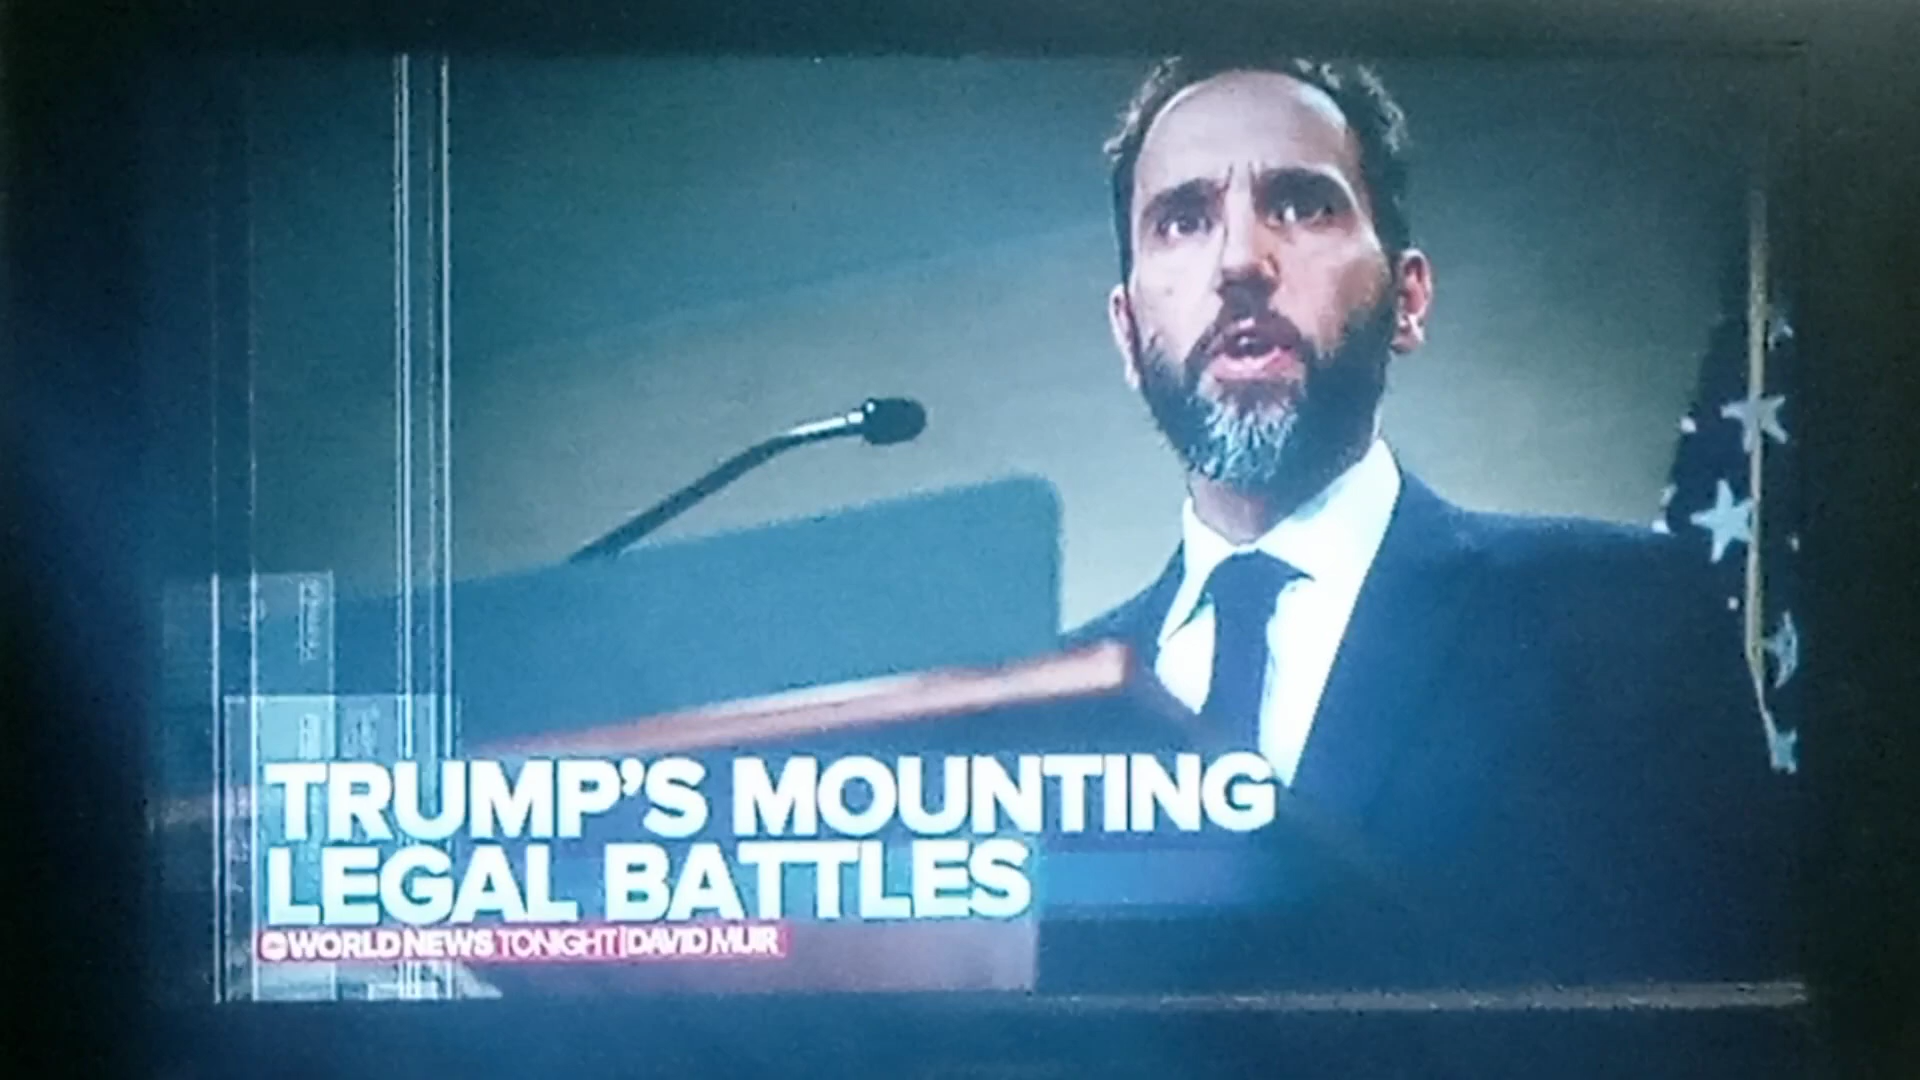 TRUMP'S MOUNTING
LEGAL BATTLES
WORLD NEWS TONIGHT | DAVID MUIR